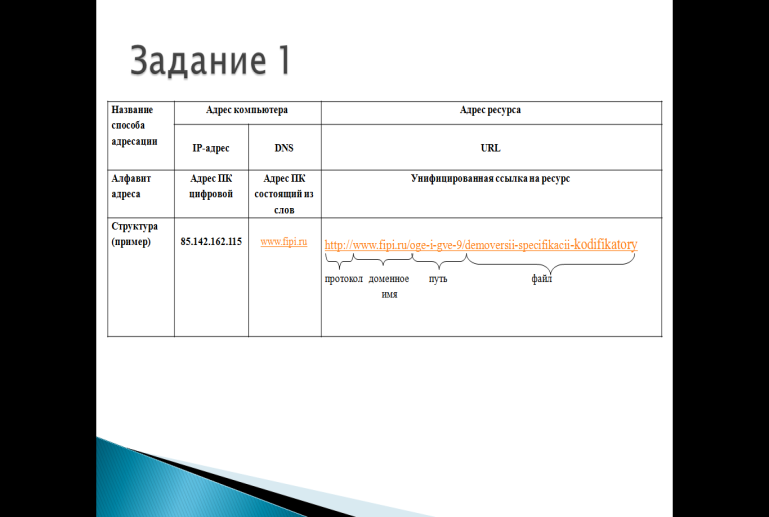 Задание 1
Название
способа
адресации
Адрес компьютера
Адрес ресурса
IP-адрес
DNS
URL
Алфавит
адреса
Адрес ПК
цифровой
Адрес ПК
состоящий из
слов
Унифицированная ссылка на ресурс
Структура
(пример)
85.142.162.115
www.fipi.ru
http://www.fipi.ru/oge-i-gve-9/demoversii-specifikacii-kodifikatory
протокол
доменное
имя
путь
файл